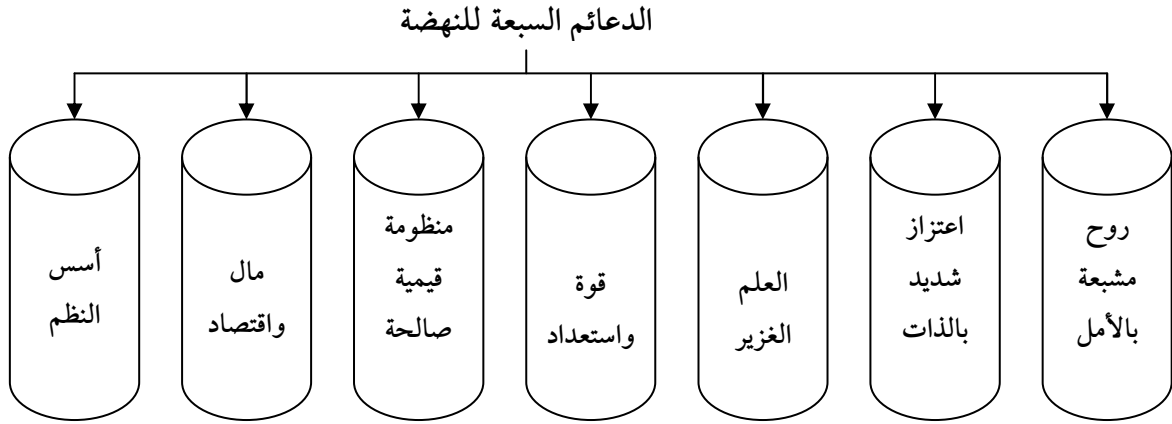 الدعائم السبعة للنهضة
روح
مشبعة
بالأمل
اعتزاز
شديد
بالذات
العلم
الغزير
قوة
واستعداد
منظومة
قيمية
صالحة
مال
واقتصاد
أسس
النظم